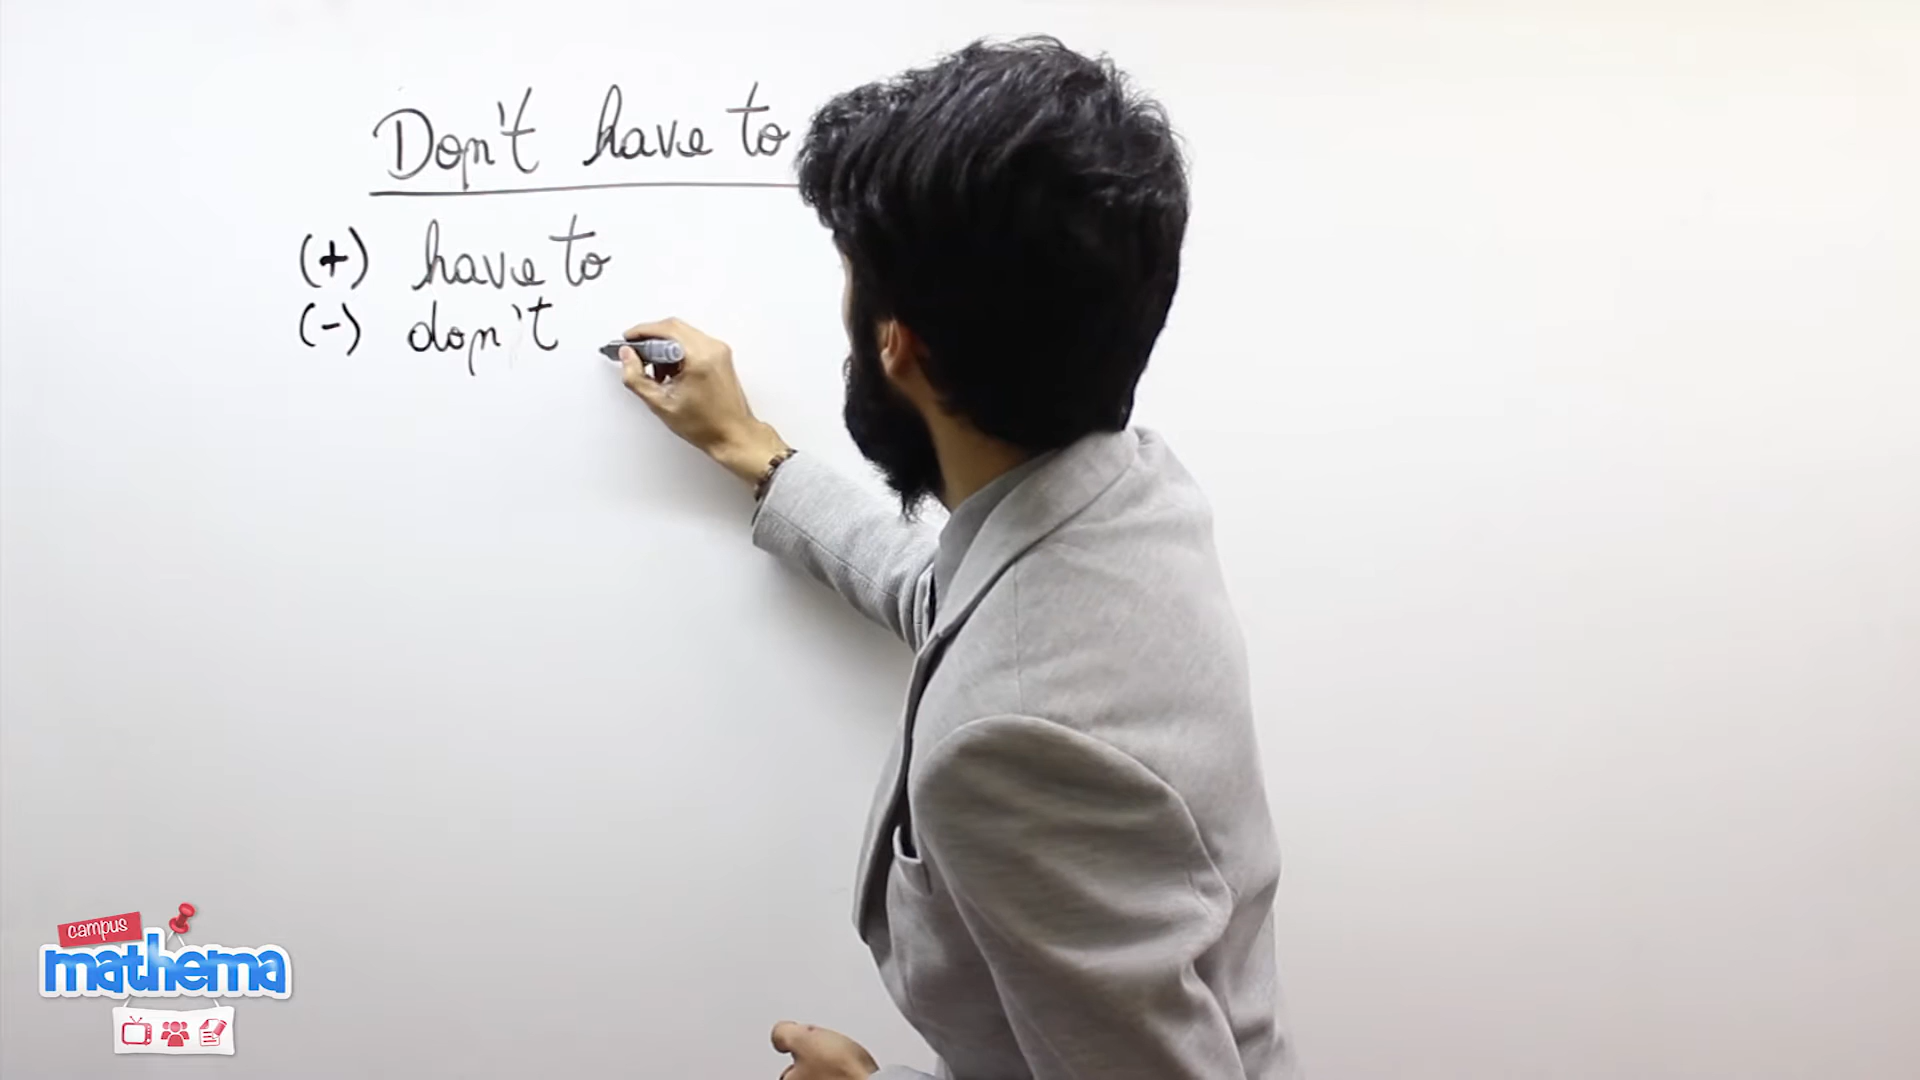 Don't have to
(+) have to
(-) don't
campus
mathema